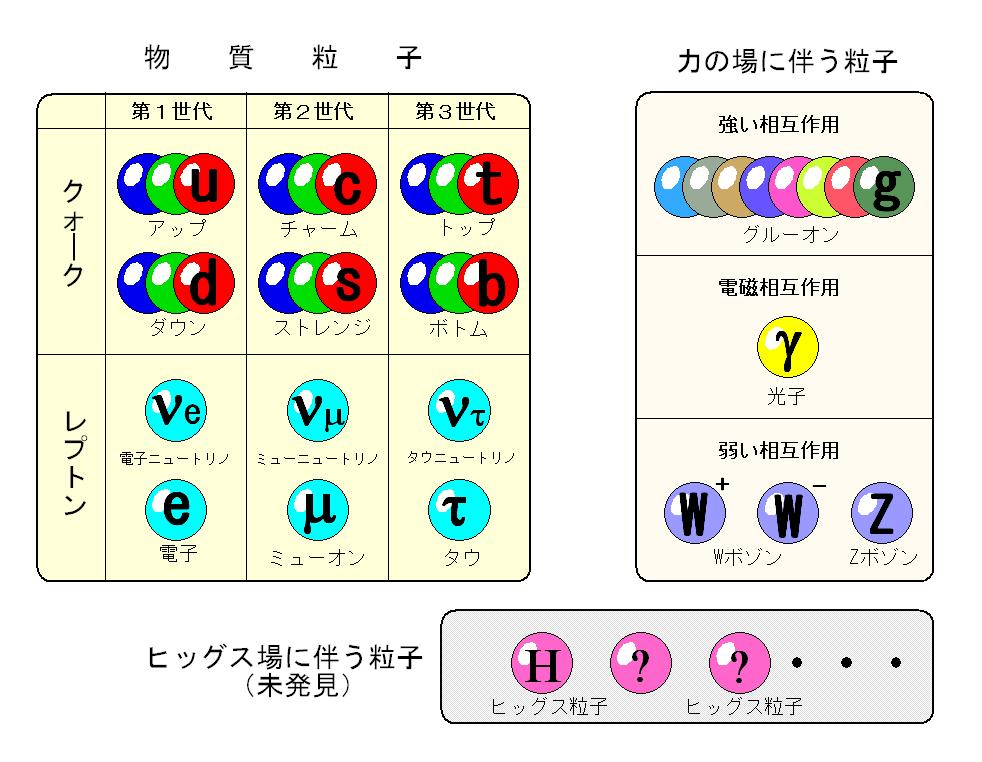 物 質 粒 子
第1世代 第2世代 第3世代
クォーク
u c t
アップ チャーム トップ
d s b
ダウン ストレンジ ボトム
レプトン
νe νμ ντ
電子ニュートリノ ミューニュートリノ タウニュートリノ
e μ τ
電子 ミューオン タウ
力の場に伴う粒子
強い相互作用
g
グルーオン
電磁相互作用
γ
光子
弱い相互作用
W+ W− Z
Wボゾン Zボゾン
ヒッグス場に伴う粒子
(未発見)
H ? ? • • •
ヒッグス粒子 ヒッグス粒子